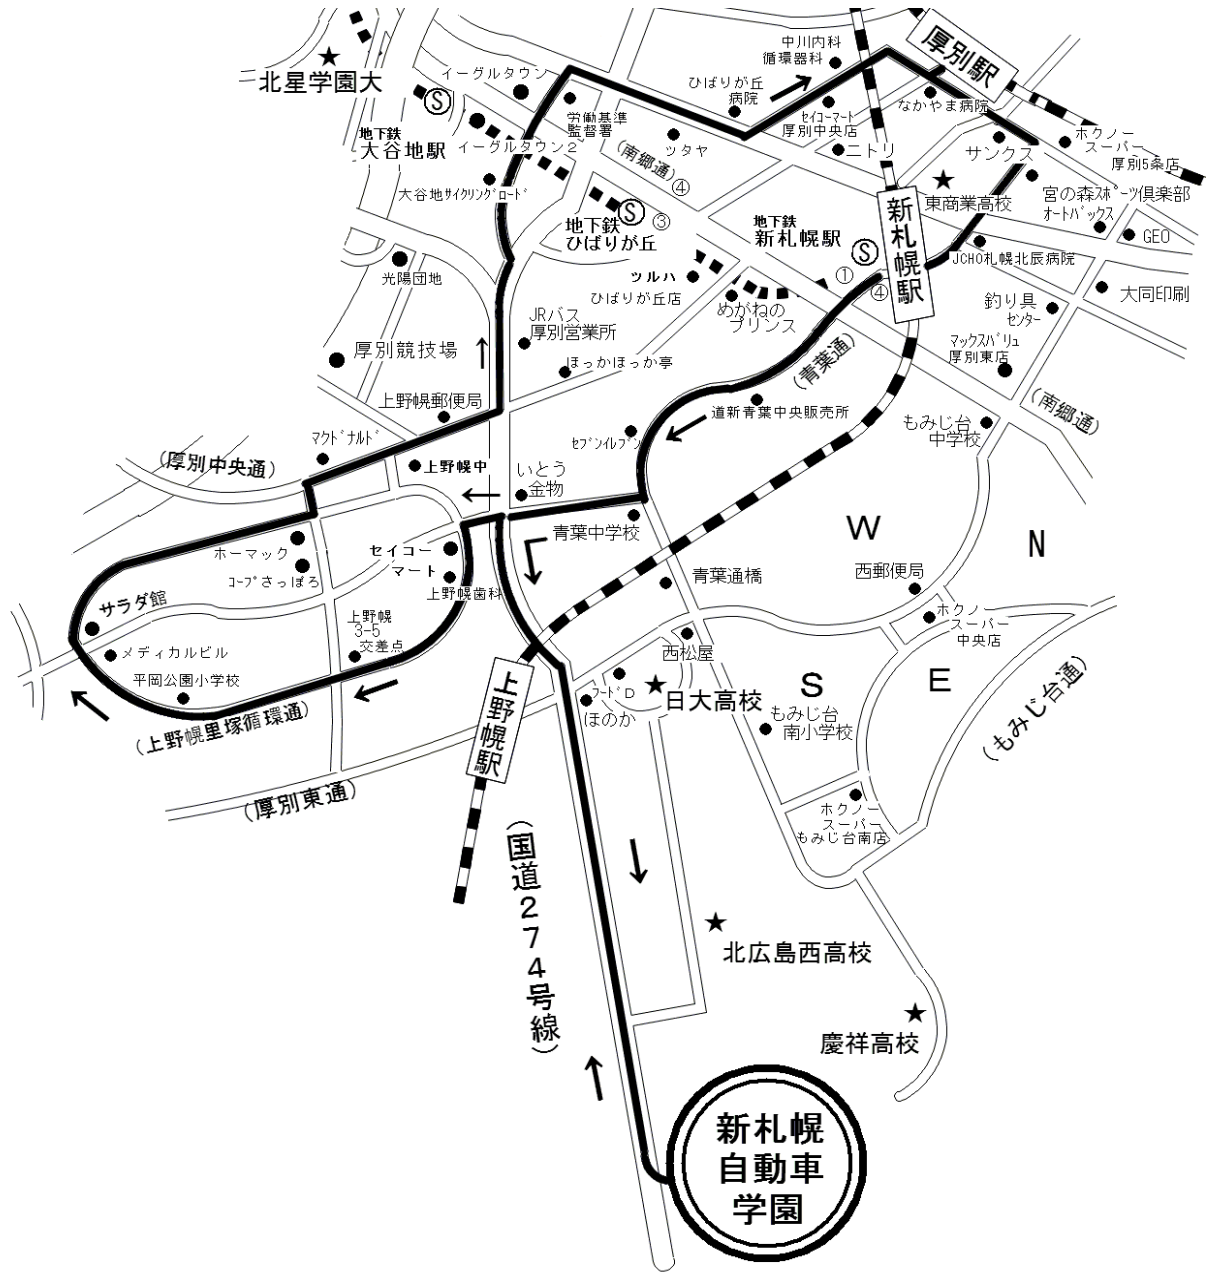 北星学園大
イーグルタウン
Ⓢ
地下鉄
大谷地駅
労働基準
監督署
イーグルタウン2
大谷地サイクリングロード
(南郷通)
④
ツタヤ
ひばりが丘
病院
中川内科
循環器科
セイコーマート
厚別中央店
ニトリ
厚別駅
なかやま病院
サンクス
ホクノー
スーパー
厚別5条店
宮の森スポーツ倶楽部
オートバックス
GEO
東商業高校
新札幌駅
地下鉄
新札幌駅
Ⓢ
①
④
JCHO札幌北辰病院
Ⓢ
③
地下鉄
ひばりが丘
ツルハ
ひばりが丘店
めがねの
プリンス
釣り具
センター
大同印刷
マックスバリュ
厚別東店
(南郷通)
もみじ台
中学校
光陽団地
厚別競技場
JRバス
厚別営業所
ほっかほっか亭
(青葉通)
道新青葉中央販売所
上野幌郵便局
マクドナルド
(厚別中央通)
上野幌中
セブンイレブン
いとう
金物
青葉中学校
青葉通橋
ホーマック
コープさっぽろ
セイコー
マート
上野幌歯科
サラダ館
メディカルビル
平岡公園小学校
上野幌
3-5
交差点
(上野幌里塚循環通)
(厚別東通)
上野幌駅
西松屋
フードD
ほのか
日大高校
W
N
S
E
西郵便局
ホクノー
スーパー
中央店
もみじ台
南小学校
(もみじ台通)
ホクノー
スーパー
もみじ台南店
(国道274号線)
北広島西高校
慶祥高校
新札幌
自動車
学園